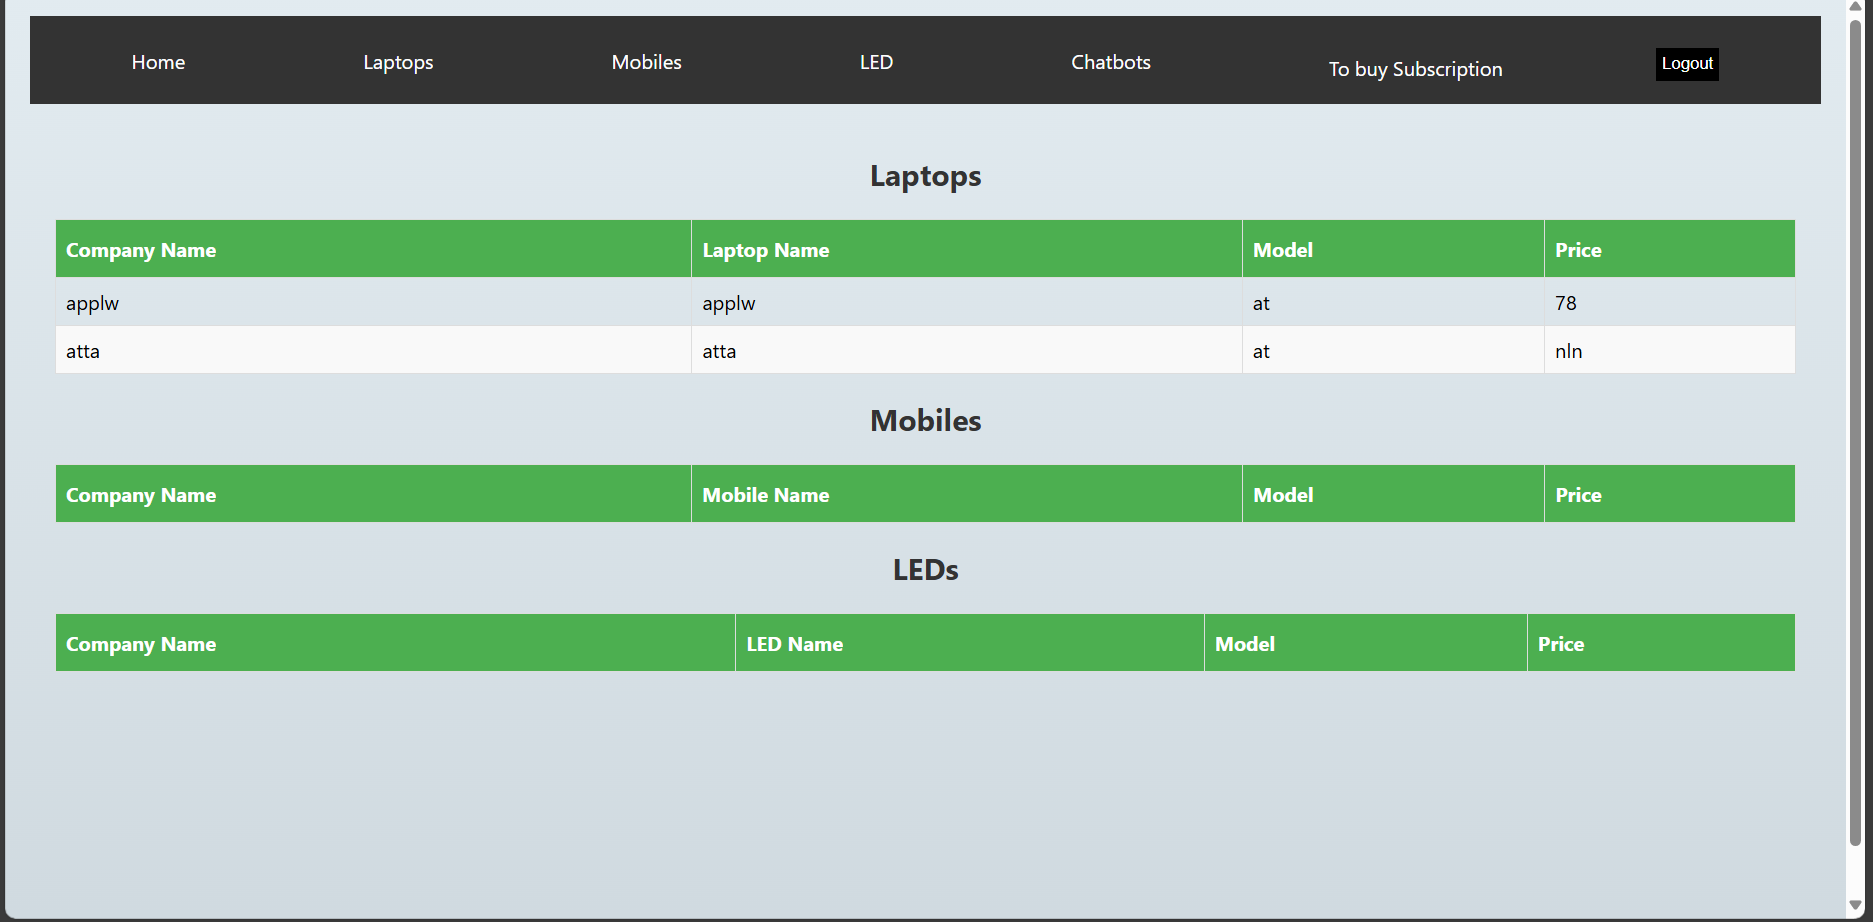 Home Laptops Mobiles LED Chatbots To buy Subscription Logout
Laptops
Company Name Laptop Name Model Price
applw applw at 78
atta atta at nln
Mobiles
Company Name Mobile Name Model Price
LEDs
Company Name LED Name Model Price